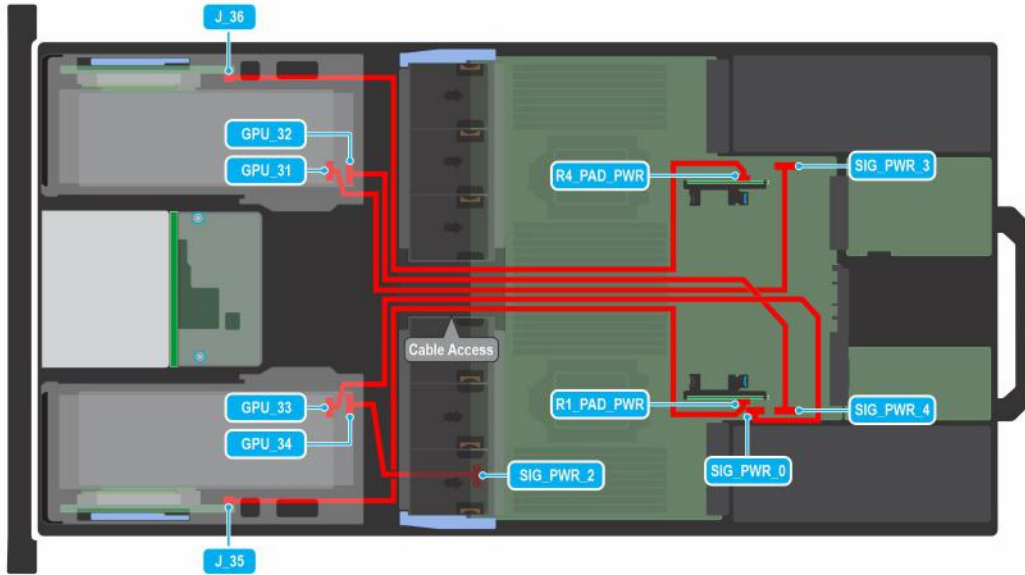 J_36
GPU_32
GPU_31
R4_PAD_PWR
SIG_PWR_3
Cable Access
GPU_33
GPU_34
R1_PAD_PWR
SIG_PWR_4
SIG_PWR_0
SIG_PWR_2
J_35